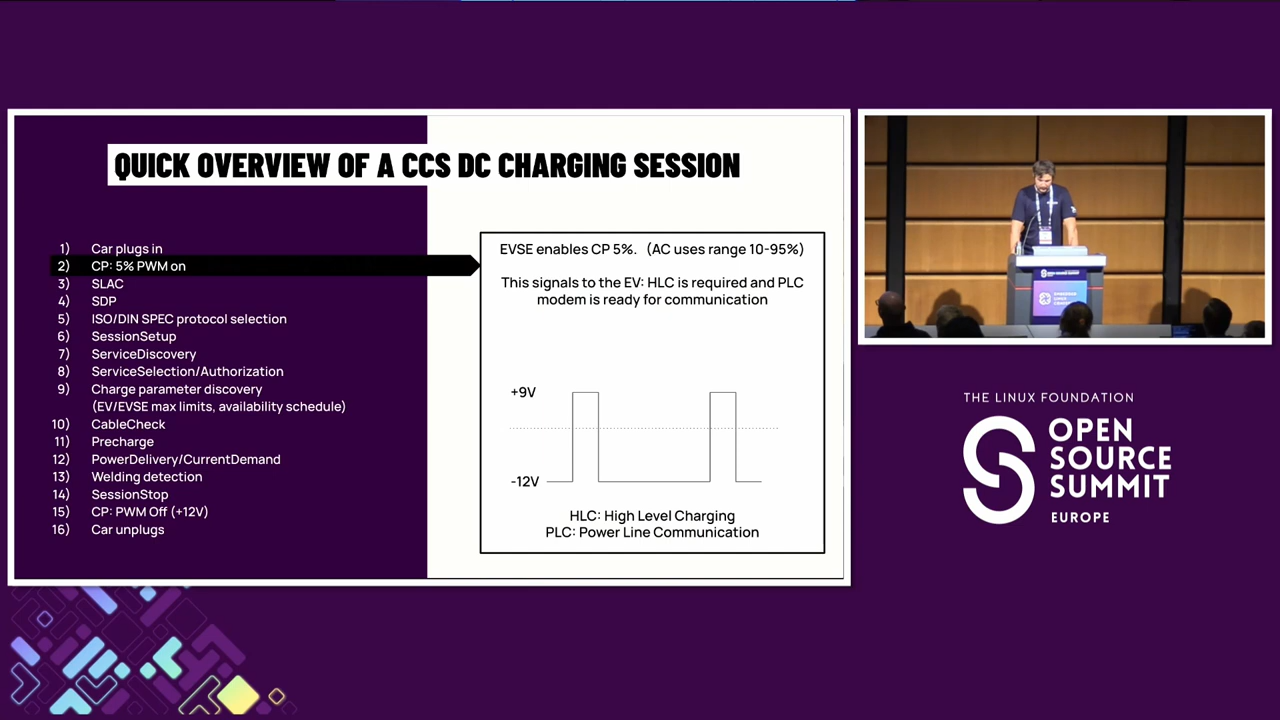 QUICK OVERVIEW OF A CCS DC CHARGING SESSION
1) Car plugs in
2) CP: 5% PWM on
3) SLAC
4) SDP
5) ISO/DIN SPEC protocol selection
6) SessionSetup
7) ServiceDiscovery
8) ServiceSelection/Authorization
9) Charge parameter discovery
(EV/EVSE max limits, availability schedule)
10) CableCheck
11) Precharge
12) PowerDelivery/CurrentDemand
13) Welding detection
14) SessionStop
15) CP: PWM Off (+12V)
16) Car unplugs
EVSE enables CP 5%. (AC uses range 10-95%)
This signals to the EV: HLC is required and PLC
modem is ready for communication
+9V
-12V
HLC: High Level Charging
PLC: Power Line Communication
THE LINUX FOUNDATION
OPEN
SOURCE
SUMMIT
EUROPE